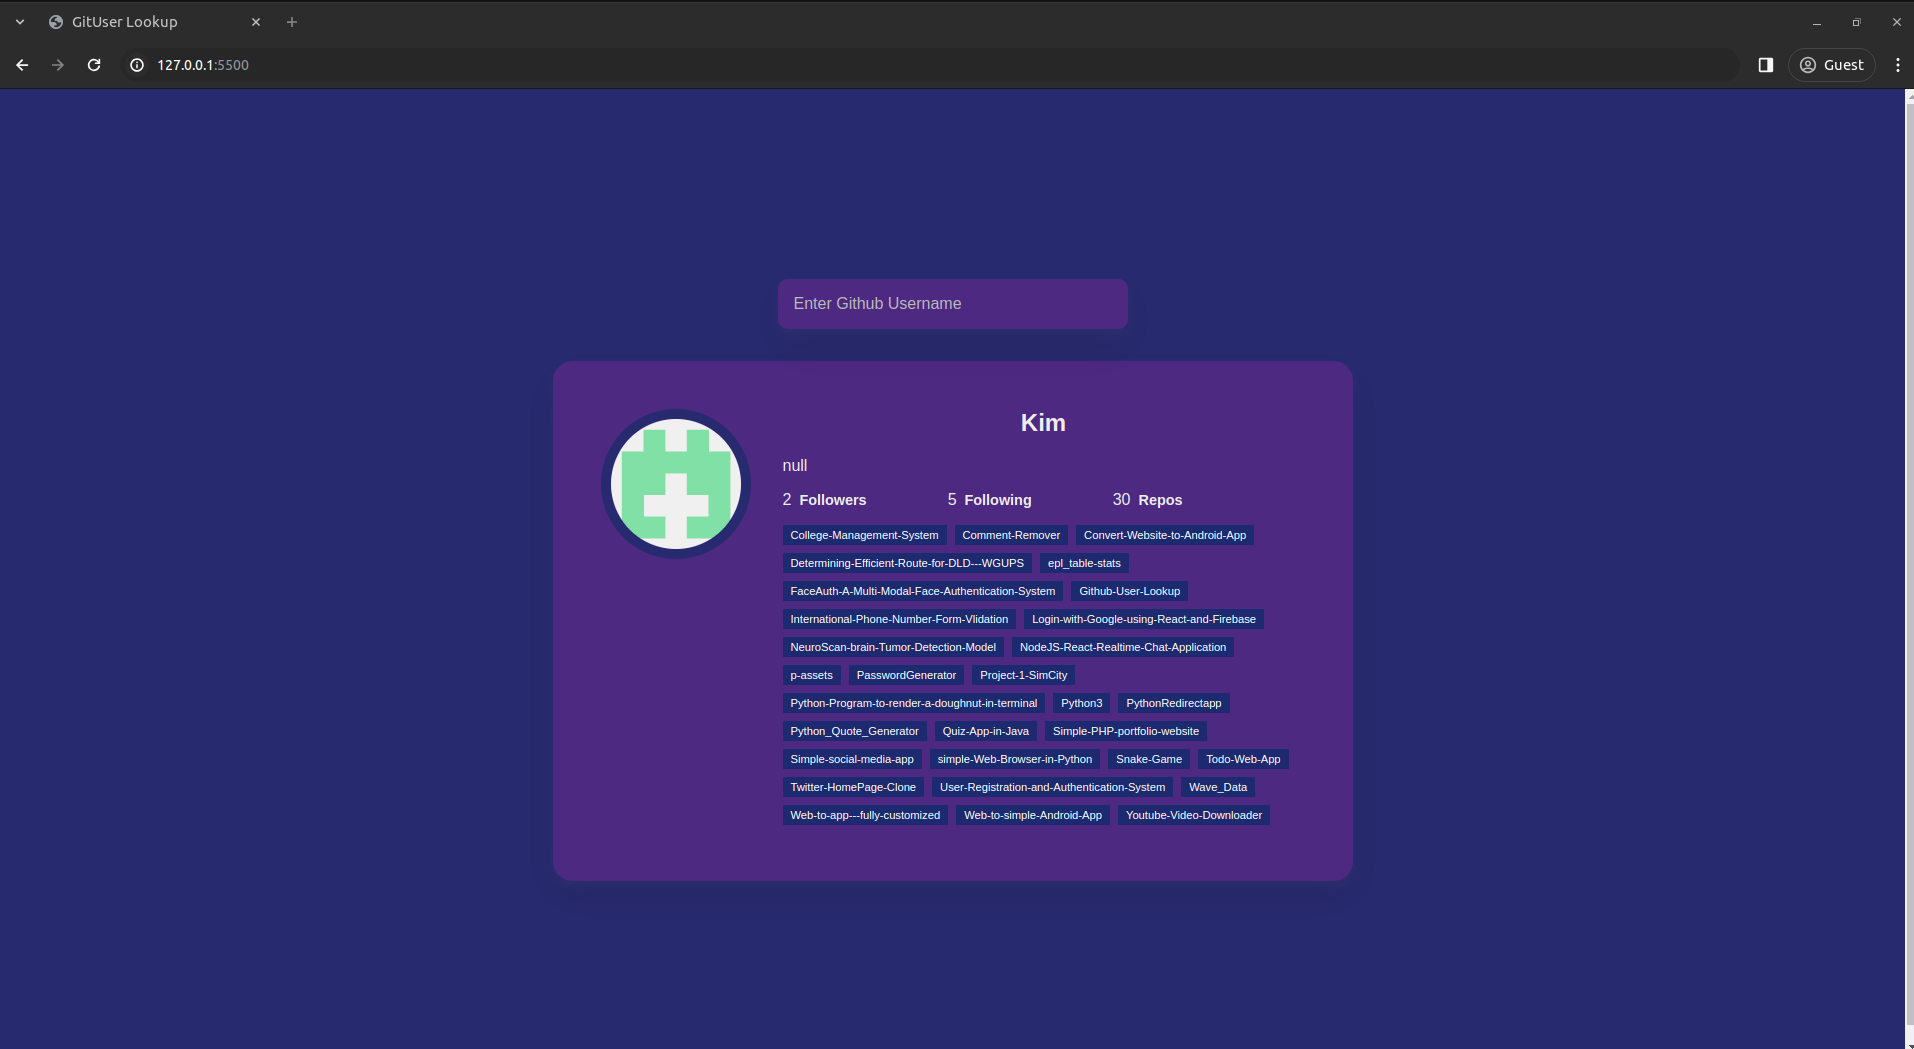 GitUser Lookup
127.0.0.1:5500
Guest
Enter Github Username
Kim
null
2 Followers 5 Following 30 Repos
College-Management-System Comment-Remover Convert-Website-to-Android-App
Determining-Efficient-Route-for-DLD---WGUPS epl_table-stats
FaceAuth-A-Multi-Modal-Face-Authentication-System Github-User-Lookup
International-Phone-Number-Form-Vlidation Login-with-Google-using-React-and-Firebase
NeuroScan-brain-Tumor-Detection-Model NodeJS-React-Realtime-Chat-Application
p-assets PasswordGenerator Project-1-SimCity
Python-Program-to-render-a-doughnut-in-terminal Python3 PythonRedirectapp
Python_Quote_Generator Quiz-App-in-Java Simple-PHP-portfolio-website
Simple-social-media-app simple-Web-Browser-in-Python Snake-Game Todo-Web-App
Twitter-HomePage-Clone User-Registration-and-Authentication-System Wave_Data
Web-to-app---fully-customized Web-to-simple-Android-App Youtube-Video-Downloader